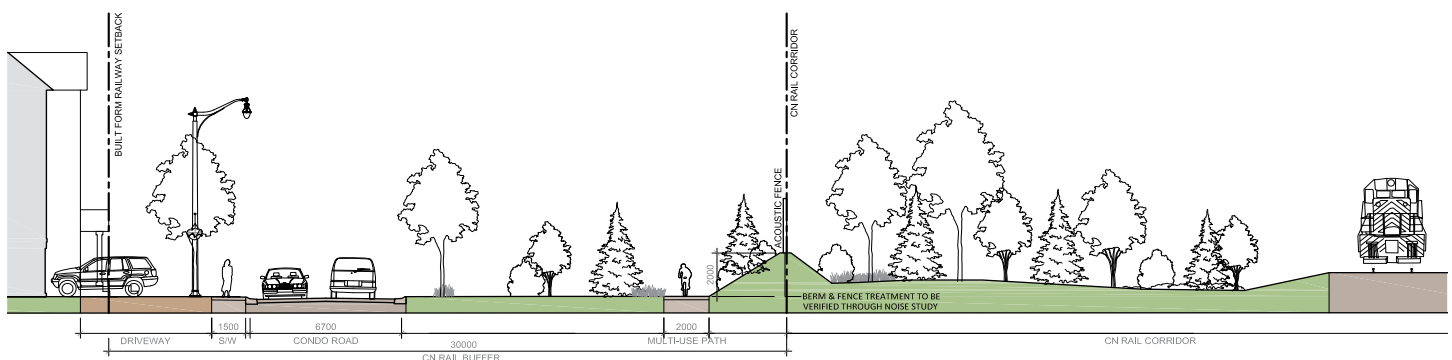 BUILT FORM RAILWAY SETBACK
CN RAIL CORRIDOR
ACOUSTIC FENCE
2000
BERM & FENCE TREATMENT TO BE
VERIFIED THROUGH NOISE STUDY
1500
6700
2000
DRIVEWAY
S/W
CONDO ROAD
30000
MULTI-USE PATH
CN RAIL CORRIDOR
CN RAIL BUFFER